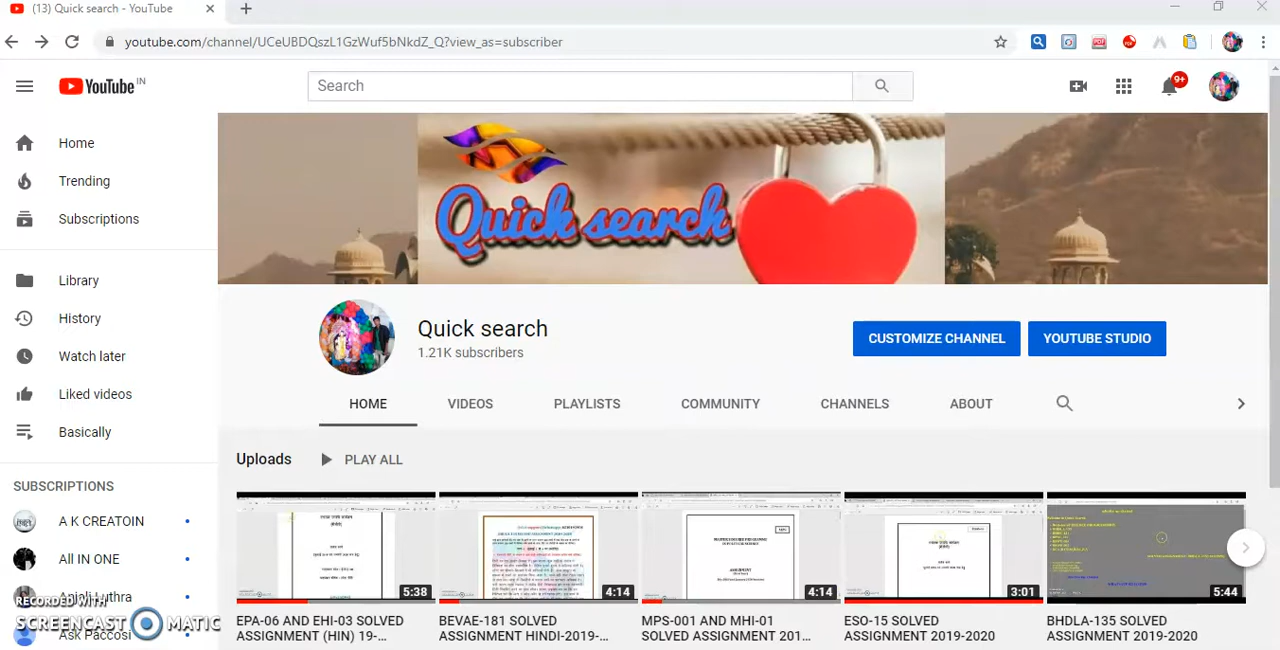 (13) Quick search - YouTube
youtube.com/channel/UCeUBDQszL1GzWuf5bNkdZ_Q?view_as=subscriber
YouTube IN
Search
9+
Home
Trending
Subscriptions
Library
History
Watch later
Liked videos
Basically
SUBSCRIPTIONS
A K CREATOIN
All IN ONE
RECORDED WITH
SCREENCAST MATIC
Ask Paccosi
Quick search
Quick search
1.21K subscribers
CUSTOMIZE CHANNEL
YOUTUBE STUDIO
HOME
VIDEOS
PLAYLISTS
COMMUNITY
CHANNELS
ABOUT
Uploads
PLAY ALL
5:38
EPA-06 AND EHI-03 SOLVED
ASSIGNMENT (HIN) 19-...
4:14
BEVAE-181 SOLVED
ASSIGNMENT HINDI-2019-...
ASSIGNMENT
4:14
MPS-001 AND MHI-01
SOLVED ASSIGNMENT 201...
3:01
ESO-15 SOLVED
ASSIGNMENT 2019-2020
5:44
BHDLA-135 SOLVED
ASSIGNMENT 2019-2020